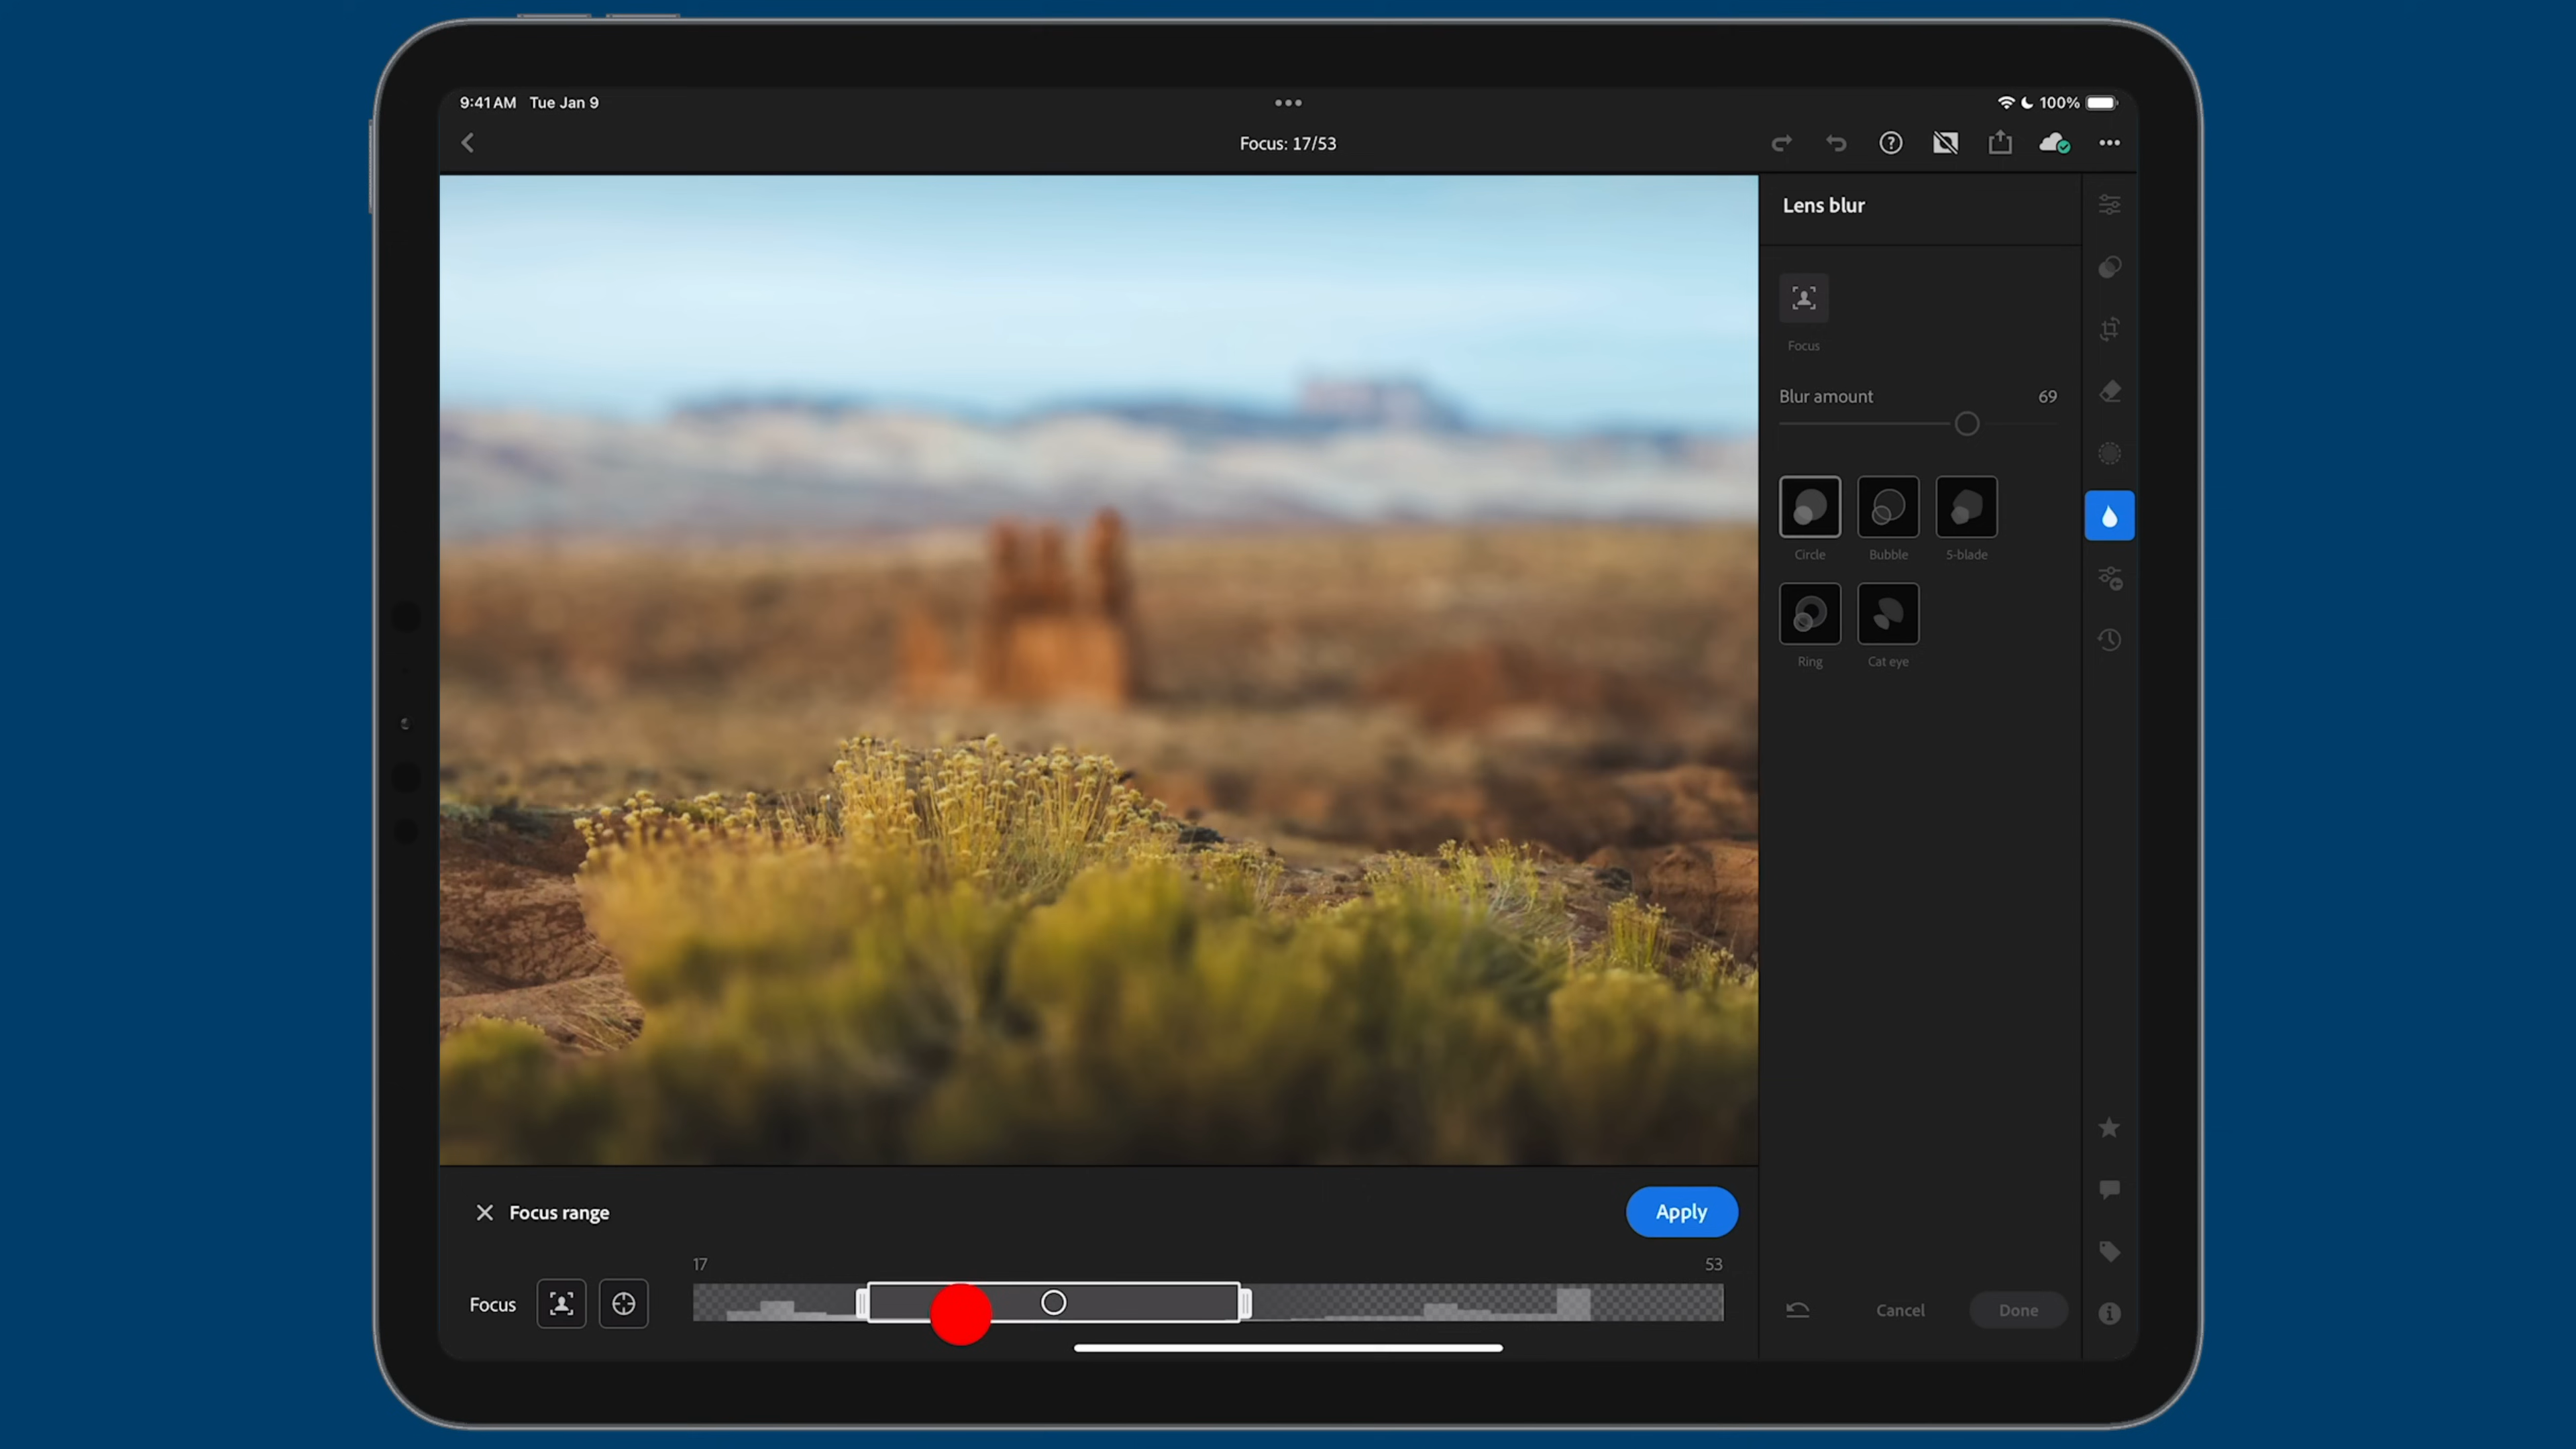 9:41 AM Tue Jan 9
100%
Focus: 17/53
Lens blur
Focus
Blur amount 69
Circle Bubble 5-blade
Ring Cat eye
Focus range
Apply
17 53
Focus
Cancel Done